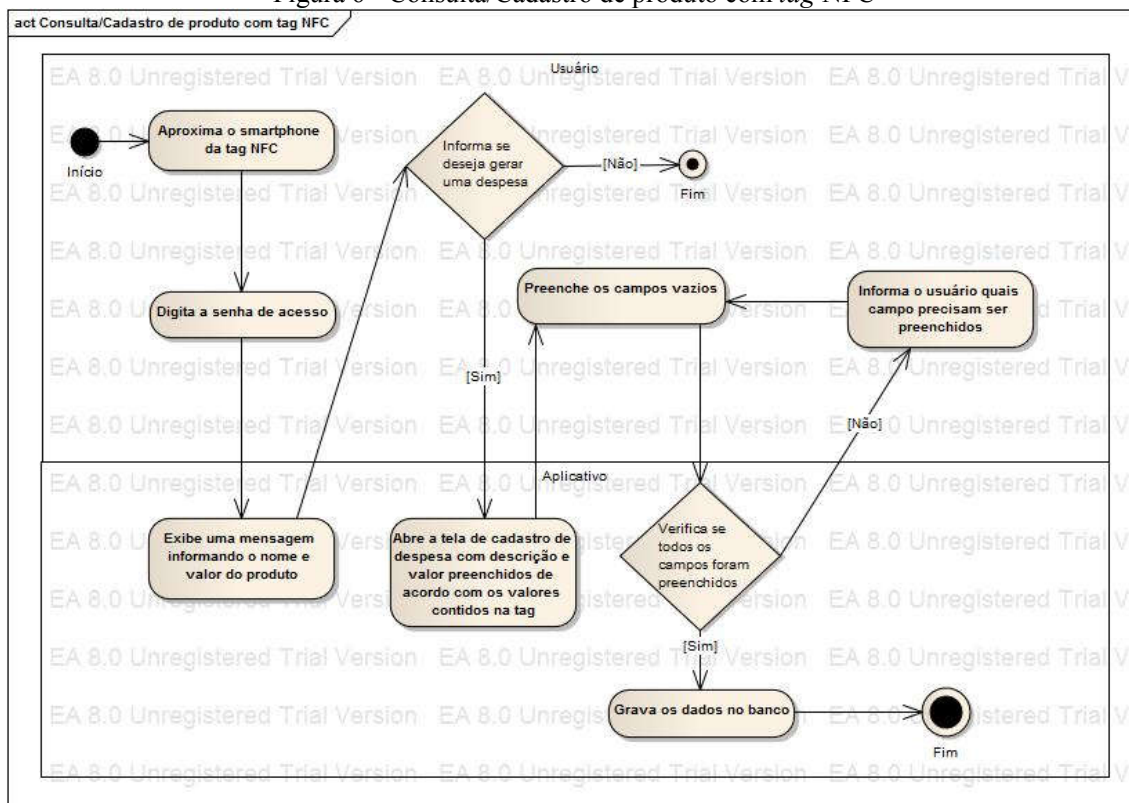 Figura 6 - Consulta/Cadastro de produto com tag NFC
act Consulta/Cadastro de produto com tag NFC
Usuário
Início
Aproxima o smartphone
da tag NFC
Informa se
deseja gerar
uma despesa
[Não]
Fim
Digita a senha de acesso
Preenche os campos vazios
Informa o usuário quais
campo precisam ser
preenchidos
[Sim]
[Não]
Aplicativo
Exibe uma mensagem
informando o nome e
valor do produto
Abre a tela de cadastro de
despesa com descrição e
valor preenchidos de
acordo com os valores
contidos na tag
Verifica se
todos os
campos foram
preenchidos
[Sim]
Grava os dados no banco
Fim
EA 8.0 Unregistered Trial Version